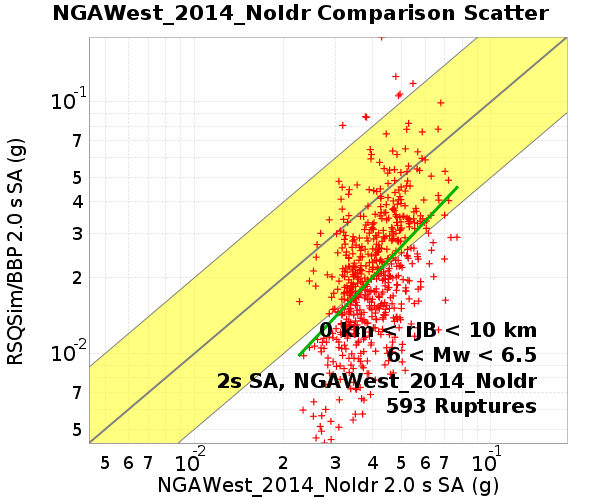 NGAWest_2014_NoIdr Comparison Scatter
RSQSim/BBP 2.0 s SA (g)
10-1
7
5
4
3
2
10-2
7
5
0 km < rJB < 10 km
6 < Mw < 6.5
2s SA, NGAWest_2014_NoIdr
593 Ruptures
5 6 7 10-2 2 3 4 5 6 7 10-1
NGAWest_2014_NoIdr 2.0 s SA (g)